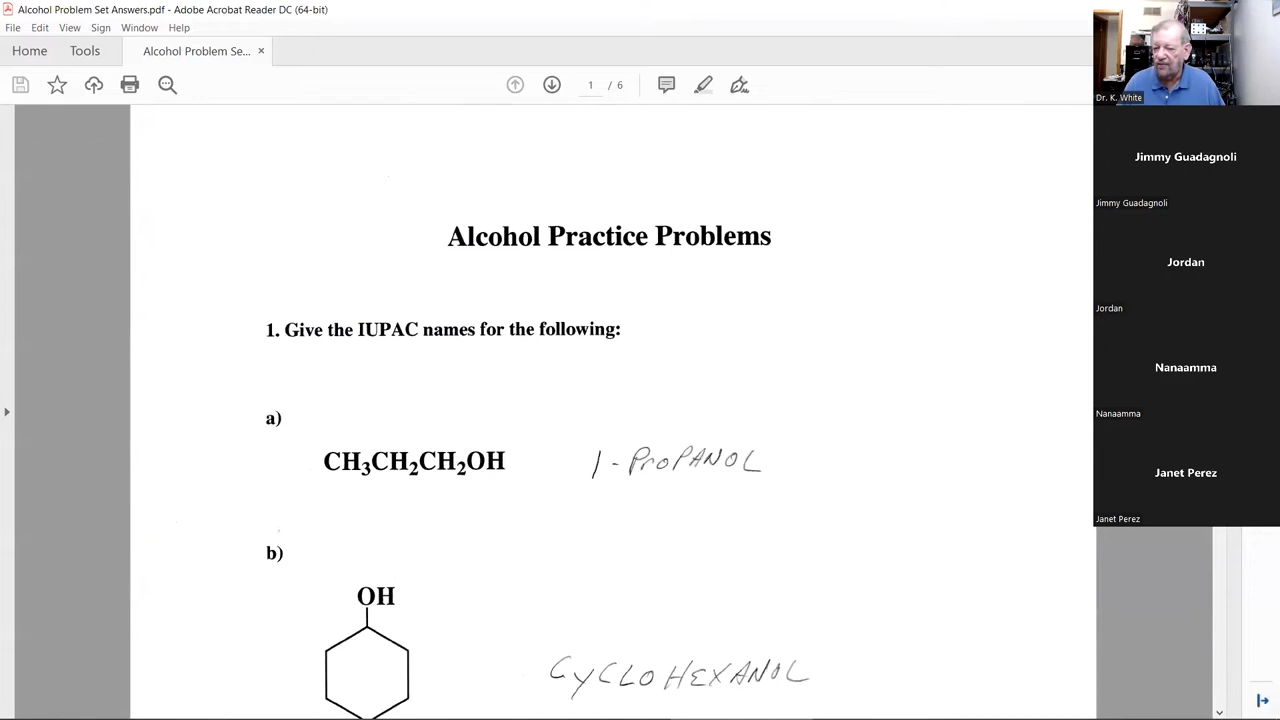 Alcohol Problem Set Answers.pdf - Adobe Acrobat Reader DC (64-bit)
File Edit View Sign Window Help
Home Tools Alcohol Problem Se... ×
1 / 6
Alcohol Practice Problems
1. Give the IUPAC names for the following:
a)
CH₃CH₂CH₂OH 1-PROPANOL
b)
OH
CYCLOHEXANOL
Dr. K. White
Jimmy Guadagnoli
Jimmy Guadagnoli
Jordan
Jordan
Nanaamma
Nanaamma
Janet Perez
Janet Perez